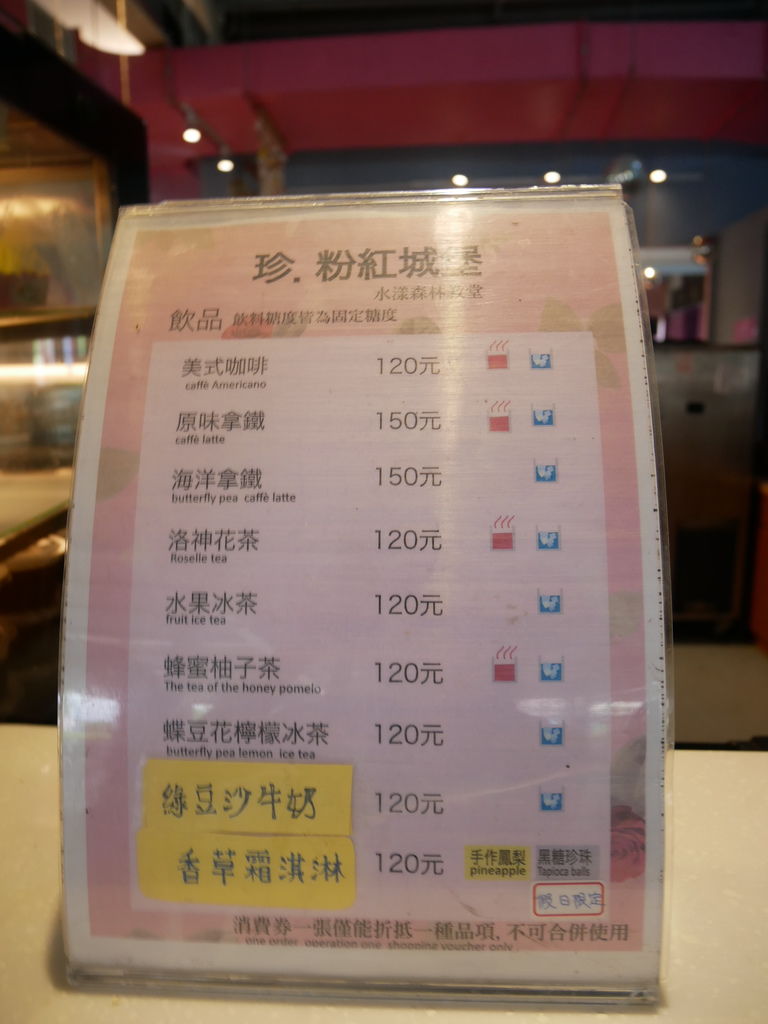 珍.粉紅城堡
水漾森林教堂
飲品 飲料糖度皆為固定糖度
美式咖啡 120元
caffè Americano
原味拿鐵 150元
caffè latte
海洋拿鐵 150元
butterfly pea caffè latte
洛神花茶 120元
Roselle tea
水果冰茶 120元
fruit ice tea
蜂蜜柚子茶 120元
The tea of the honey pomelo
蝶豆花檸檬冰茶 120元
butterfly pea lemon ice tea
綠豆沙牛奶 120元
香草霜淇淋 120元 手作鳳梨 黑糖珍珠
pineapple Tapioca balls
假日限定
消費券一張僅能折抵一種品項,不可合併使用
one order operation one shopping voucher only